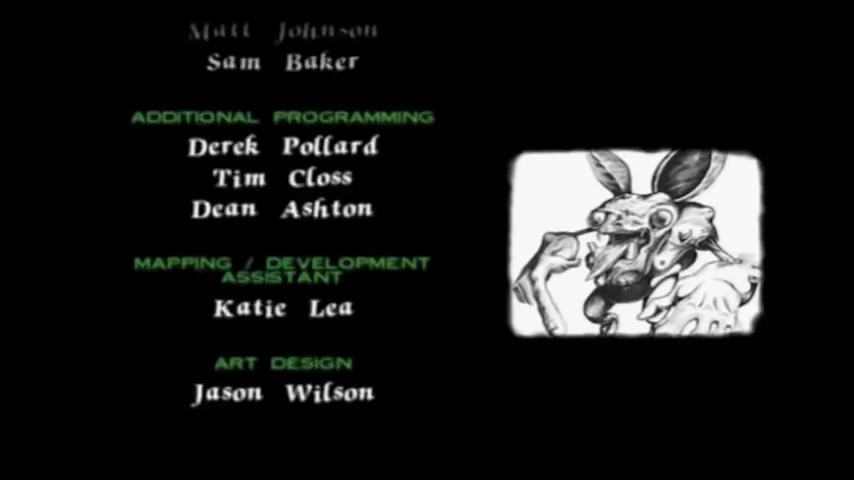 Matt Johnson
Sam Baker
ADDITIONAL PROGRAMMING
Derek Pollard
Tim Closs
Dean Ashton
MAPPING / DEVELOPMENT
ASSISTANT
Katie Lea
ART DESIGN
Jason Wilson